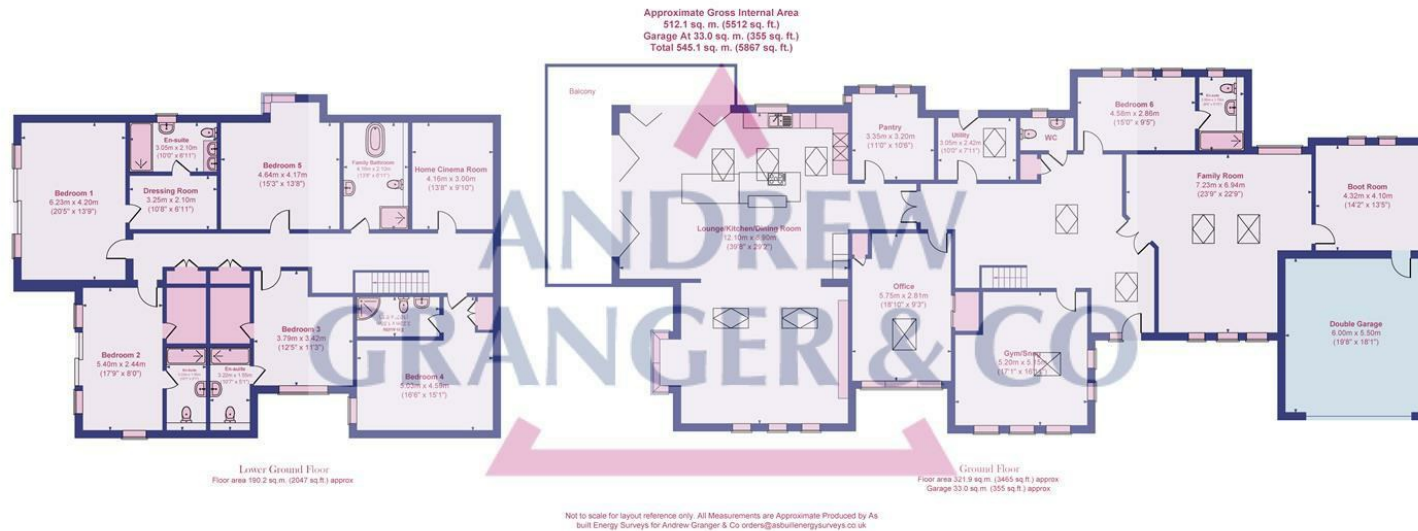 Approximate Gross Internal Area
512.1 sq. m. (5512 sq. ft.)
Garage At 33.0 sq. m. (355 sq. ft.)
Total 545.1 sq. m. (5867 sq. ft.)
Balcony
Bedroom 1
6.23m x 4.20m
(20'5" x 13'9")
En-suite
3.05m x 2.10m
(10'0" x 6'11")
Dressing Room
3.25m x 2.10m
(10'8" x 6'11")
Bedroom 5
4.64m x 4.17m
(15'3" x 13'8")
Family Bathroom
Home Cinema Room
4.16m x 3.00m
(13'8" x 9'10")
Bedroom 2
5.40m x 2.44m
(17'9" x 8'0")
En-suite
En-suite
Bedroom 3
3.79m x 3.42m
(12'5" x 11'3")
Bedroom 4
5.03m x 4.59m
(16'6" x 15'1")
Lower Ground Floor
Floor area 190.2 sq.m. (2047 sq.ft.) approx
Lounge/Kitchen/Dining Room
12.10m x 8.90m
(39'8" x 29'2")
Pantry
3.35m x 3.20m
(11'0" x 10'6")
Utility
3.05m x 2.42m
(10'0" x 7'11")
WC
Bedroom 6
4.58m x 2.86m
(15'0" x 9'5")
En-suite
Family Room
7.23m x 6.94m
(23'9" x 22'9")
Boot Room
4.32m x 4.10m
(14'2" x 13'5")
Office
5.75m x 2.81m
(18'10" x 9'3")
Gym/Snug
5.20m x 5.15m
Double Garage
6.00m x 5.50m
(19'8" x 18'1")
Ground Floor
Floor area 321.9 sq.m. (3465 sq.ft.) approx
Garage 33.0 sq.m. (355 sq.ft.) approx
ANDREW
GRANGER & CO
Not to scale for layout reference only. All Measurements are Approximate Produced by As
built Energy Surveys for Andrew Granger & Co orders@asbuiltenergysurveys.co.uk